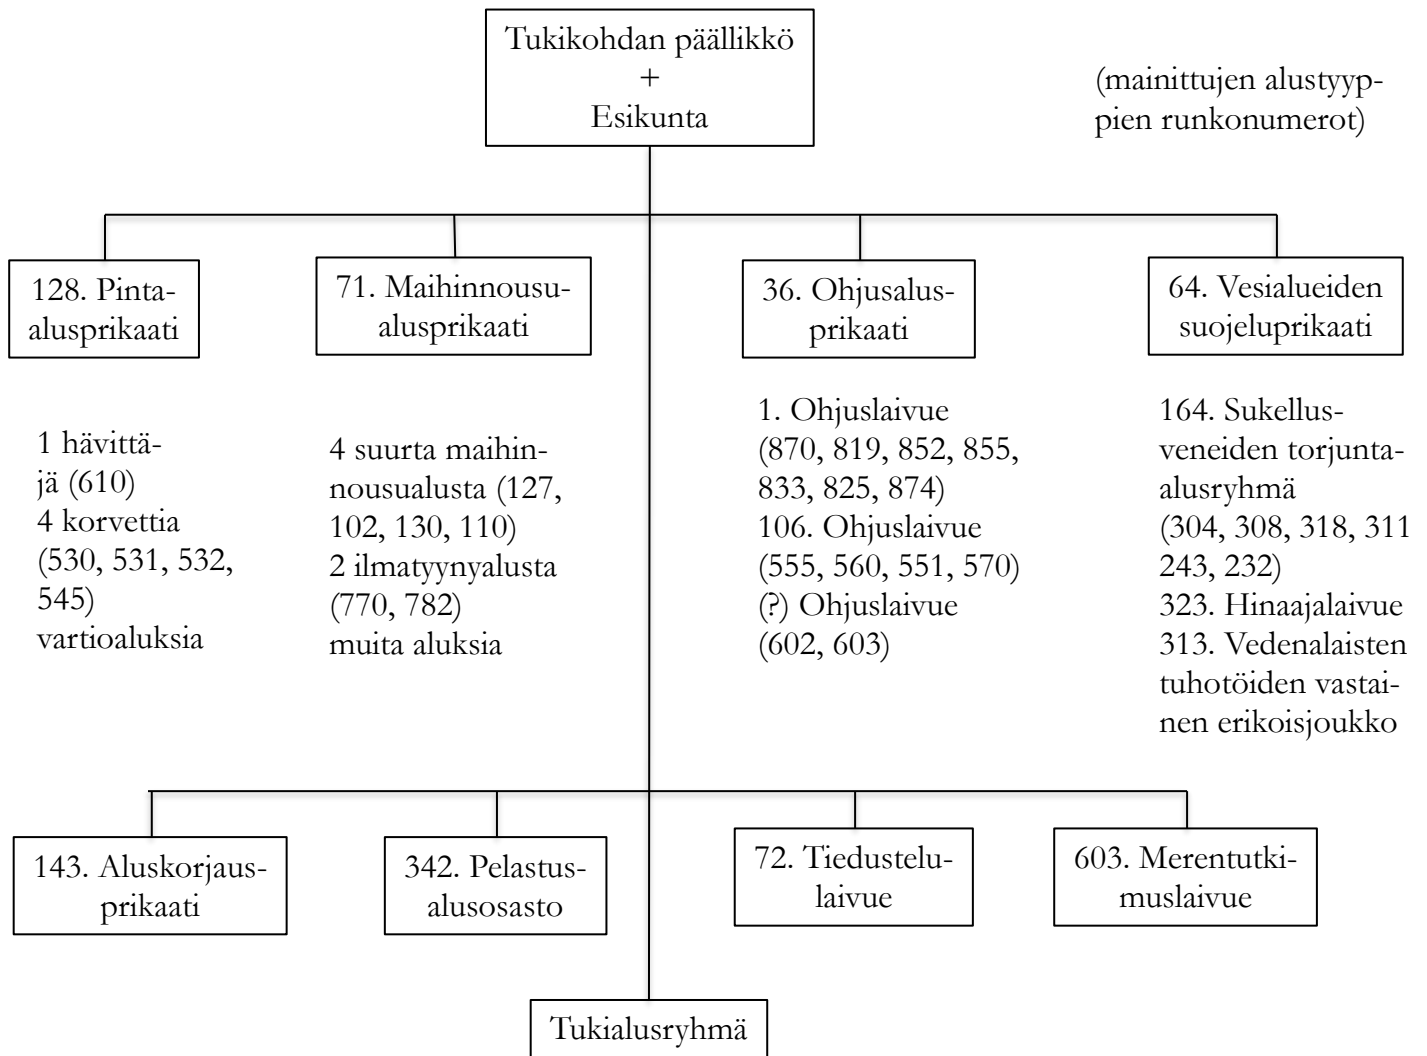 Tukikohdan päällikkö
+
Esikunta
(mainittujen alustyyp-
pien runkonumerot)
128. Pinta-
alusprikaati
71. Maihinnousu-
alusprikaati
36. Ohjusalus-
prikaati
64. Vesialueiden
suojeluprikaati
1 hävittä-
jä (610)
4 korvettia
(530, 531, 532,
545)
vartioaluksia
4 suurta maihin-
nousualusta (127,
102, 130, 110)
2 ilmatyynyalusta
(770, 782)
muita aluksia
1. Ohjuslaivue
(870, 819, 852, 855,
833, 825, 874)
106. Ohjuslaivue
(555, 560, 551, 570)
(?) Ohjuslaivue
(602, 603)
164. Sukellus-
veneiden torjunta-
alusryhmä
(304, 308, 318, 311
243, 232)
323. Hinaajalaivue
313. Vedenalaisten
tuhotöiden vastai-
nen erikoisjoukko
143. Aluskorjaus-
prikaati
342. Pelastus-
alusosasto
72. Tiedustelu-
laivue
603. Merentutki-
muslaivue
Tukialusryhmä